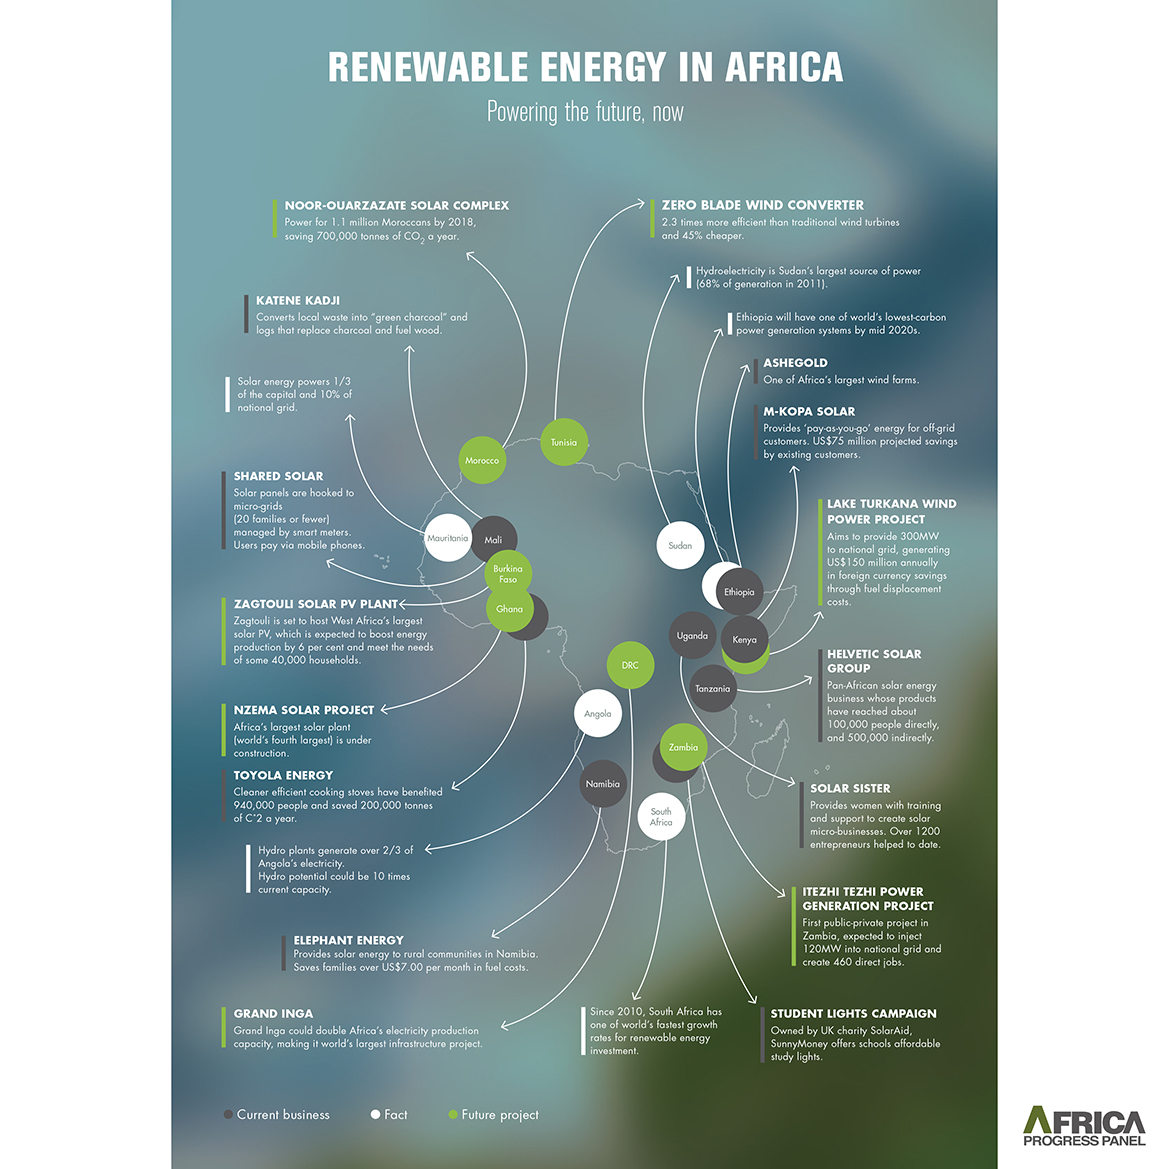 RENEWABLE ENERGY IN AFRICA
Powering the future, now
NOOR-OUARZAZATE SOLAR COMPLEX
Power for 1.1 million Moroccans by 2018,
saving 700,000 tonnes of CO2 a year.
ZERO BLADE WIND CONVERTER
2.3 times more efficient than traditional wind turbines
and 45% cheaper.
Hydroelectricity is Sudan's largest source of power
(68% of generation in 2011).
KATENE KADJI
Converts local waste into "green charcoal" and
logs that replace charcoal and fuel wood.
Ethiopia will have one of world's lowest-carbon
power generation systems by mid 2020s.
ASHEGOLD
One of Africa's largest wind farms.
Solar energy powers 1/3
of the capital and 10% of
national grid.
M-KOPA SOLAR
Provides 'pay-as-you-go' energy for off-grid
customers. US$75 million projected savings
by existing customers.
SHARED SOLAR
Solar panels are hooked to
micro-grids
(20 families or fewer)
managed by smart meters.
Users pay via mobile phones.
LAKE TURKANA WIND
POWER PROJECT
Aims to provide 300MW
to national grid, generating
US$150 million annually
in foreign currency savings
through fuel displacement
costs.
ZAGTOULI SOLAR PV PLANT
Zagtouli is set to host West Africa's largest
solar PV, which is expected to boost energy
production by 6 per cent and meet the needs
of some 40,000 households.
HELVETIC SOLAR
GROUP
Pan-African solar energy
business whose products
have reached about
100,000 people directly,
and 500,000 indirectly.
NZEMA SOLAR PROJECT
Africa's largest solar plant
(world's fourth largest) is under
construction.
TOYOLA ENERGY
Cleaner efficient cooking stoves have benefited
940,000 people and saved 200,000 tonnes
of C"2 a year.
SOLAR SISTER
Provides women with training
and support to create solar
micro-businesses. Over 1200
entrepreneurs helped to date.
Hydro plants generate over 2/3 of
Angola's electricity.
Hydro potential could be 10 times
current capacity.
ITEZHI TEZHI POWER
GENERATION PROJECT
First public-private project in
Zambia, expected to inject
120MW into national grid and
create 460 direct jobs.
ELEPHANT ENERGY
Provides solar energy to rural communities in Namibia.
Saves families over US$7.00 per month in fuel costs.
GRAND INGA
Grand Inga could double Africa's electricity production
capacity, making it world's largest infrastructure project.
Since 2010, South Africa has
one of world's fastest growth
rates for renewable energy
investment.
STUDENT LIGHTS CAMPAIGN
Owned by UK charity SolarAid,
SunnyMoney offers schools affordable
study lights.
Morocco
Tunisia
Mauritania
Mali
Sudan
Burkina
Faso
Ethiopia
Ghana
Uganda
Kenya
DRC
Tanzania
Angola
Zambia
Namibia
South
Africa
Current business
Fact
Future project
AFRICA
PROGRESS PANEL